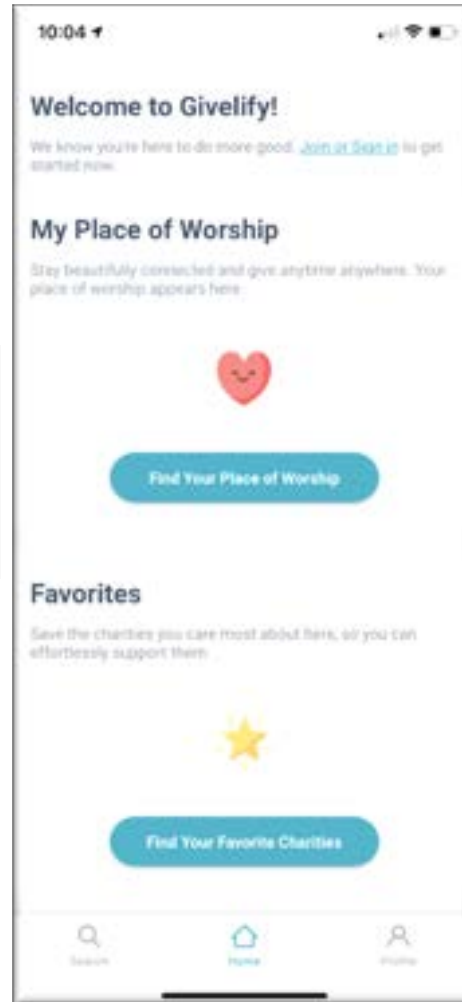 10:04
Welcome to Givelify!
We know you're here to do more good. Join or Sign in to get
started now.
My Place of Worship
Stay beautifully connected and give anytime anywhere. Your
place of worship appears here.
Find Your Place of Worship
Favorites
Save the charities you care most about here, so you can
effortlessly support them.
Find Your Favorite Charities
Search Home Profile